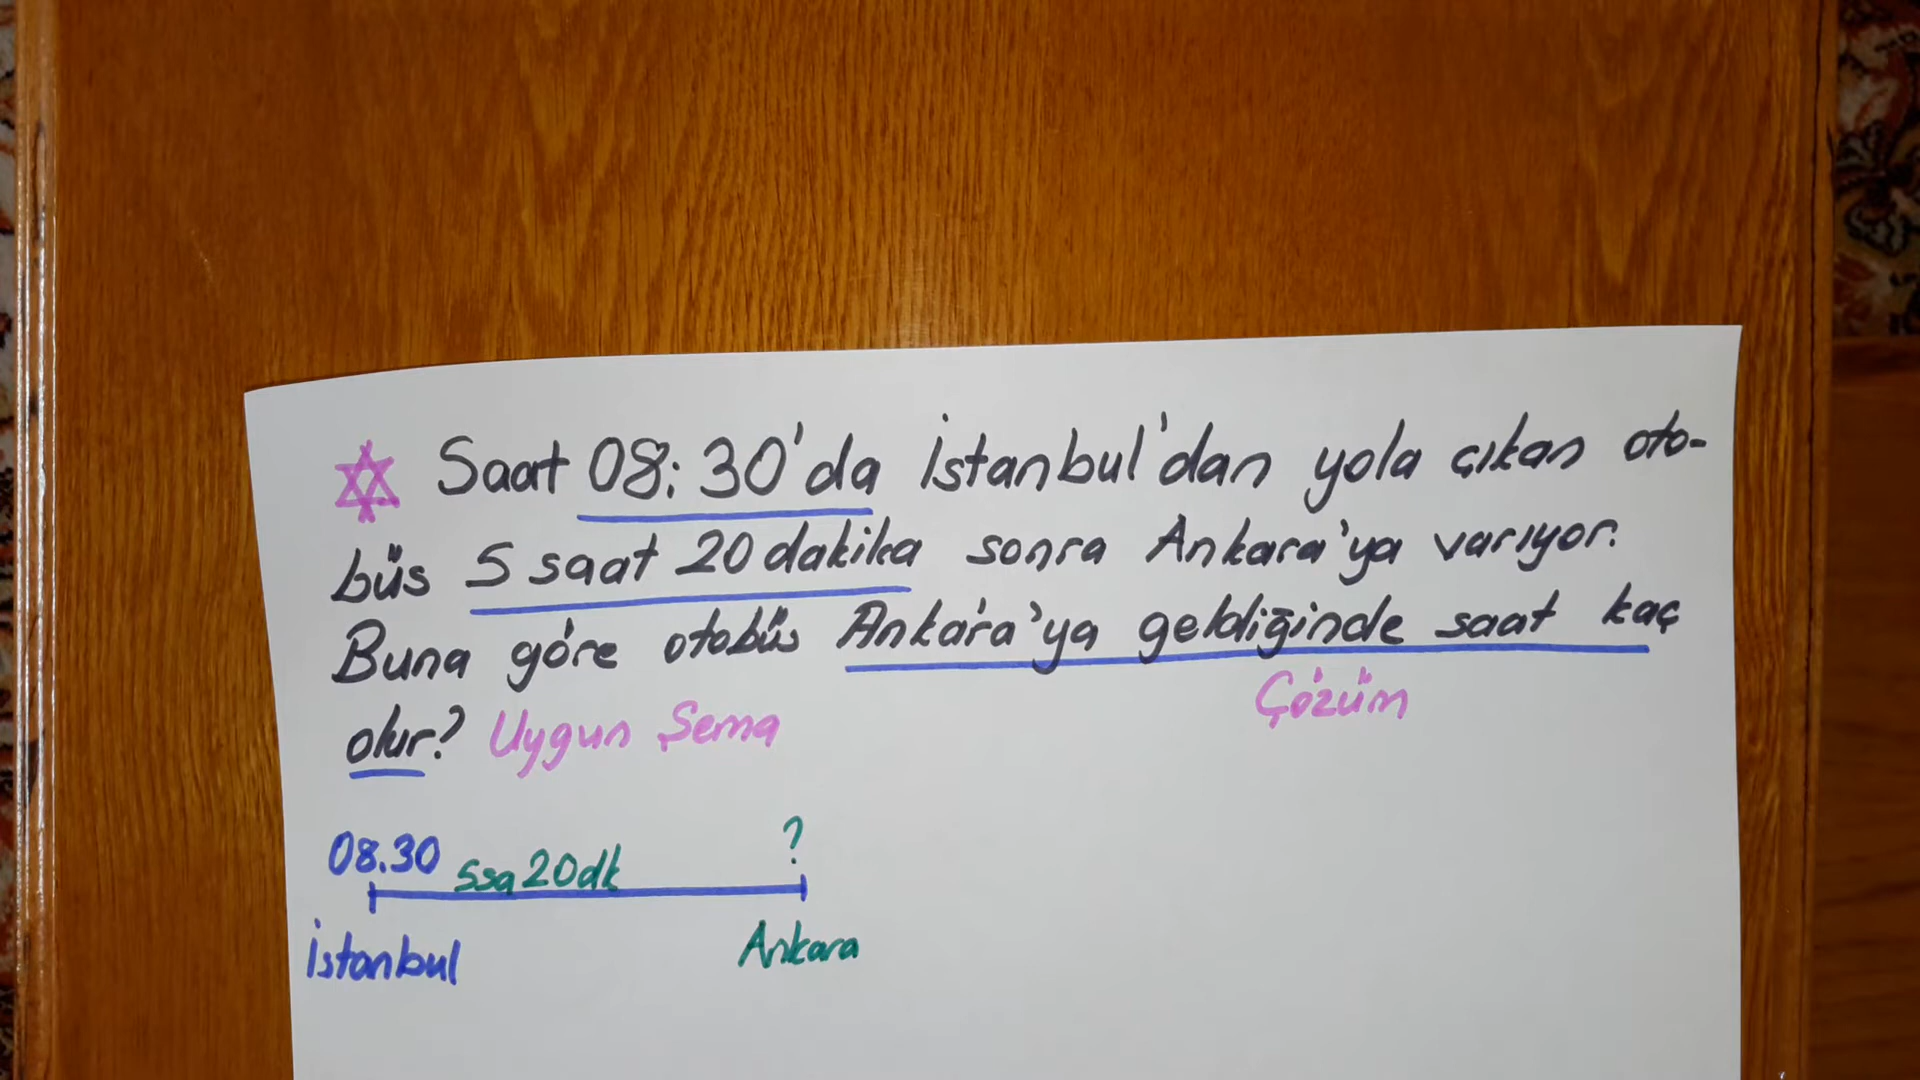 Saat 08:30'da İstanbul'dan yola çıkan oto-
büs 5 saat 20 dakika sonra Ankara'ya varıyor.
Buna göre otobüs Ankara'ya geldiğinde saat kaç
olur? Uygun Şema
Çözüm
08.30 5sa 20dk ?
İstanbul Ankara